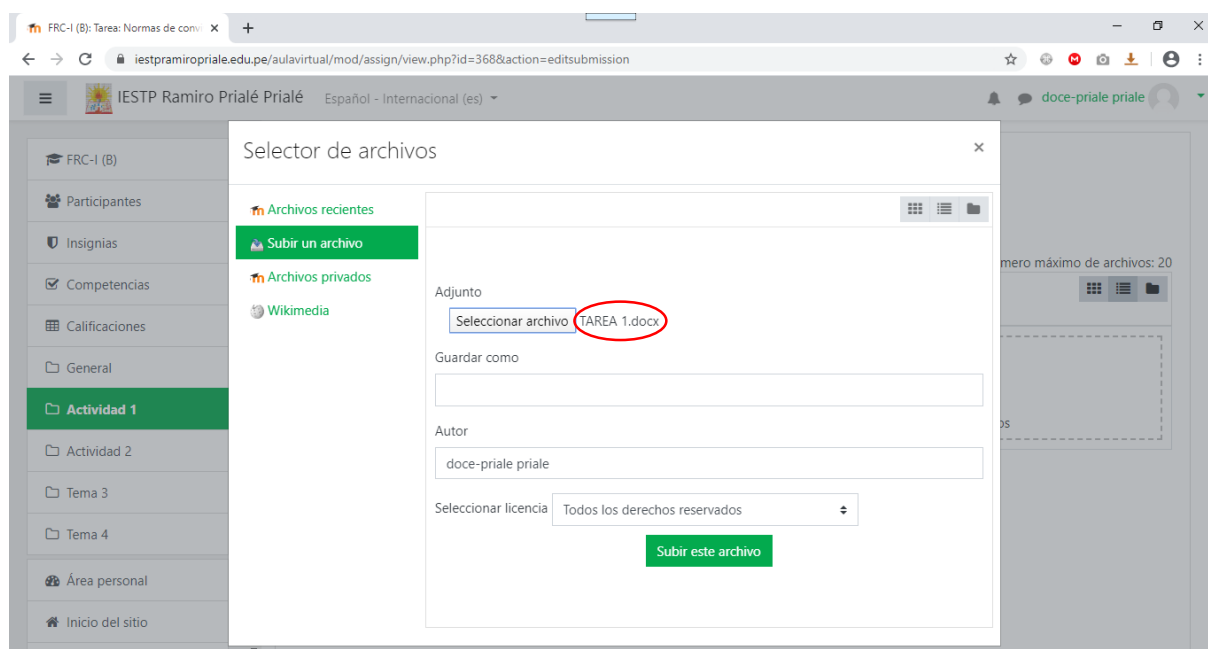 FRC-I (B): Tarea: Normas de conv
iestpramiropriale.edu.pe/aulavirtual/mod/assign/view.php?id=368&action=editsubmission
IESTP Ramiro Prialé Prialé Español - Internacional (es)
doce-priale priale
FRC-I (B)
Participantes
Insignias
Competencias
Calificaciones
General
Actividad 1
Actividad 2
Tema 3
Tema 4
Área personal
Inicio del sitio
Selector de archivos
Archivos recientes
Subir un archivo
Archivos privados
Wikimedia
Adjunto
Seleccionar archivo TAREA 1.docx
Guardar como
Autor
doce-priale priale
Seleccionar licencia Todos los derechos reservados
Subir este archivo
mero máximo de archivos: 20
os